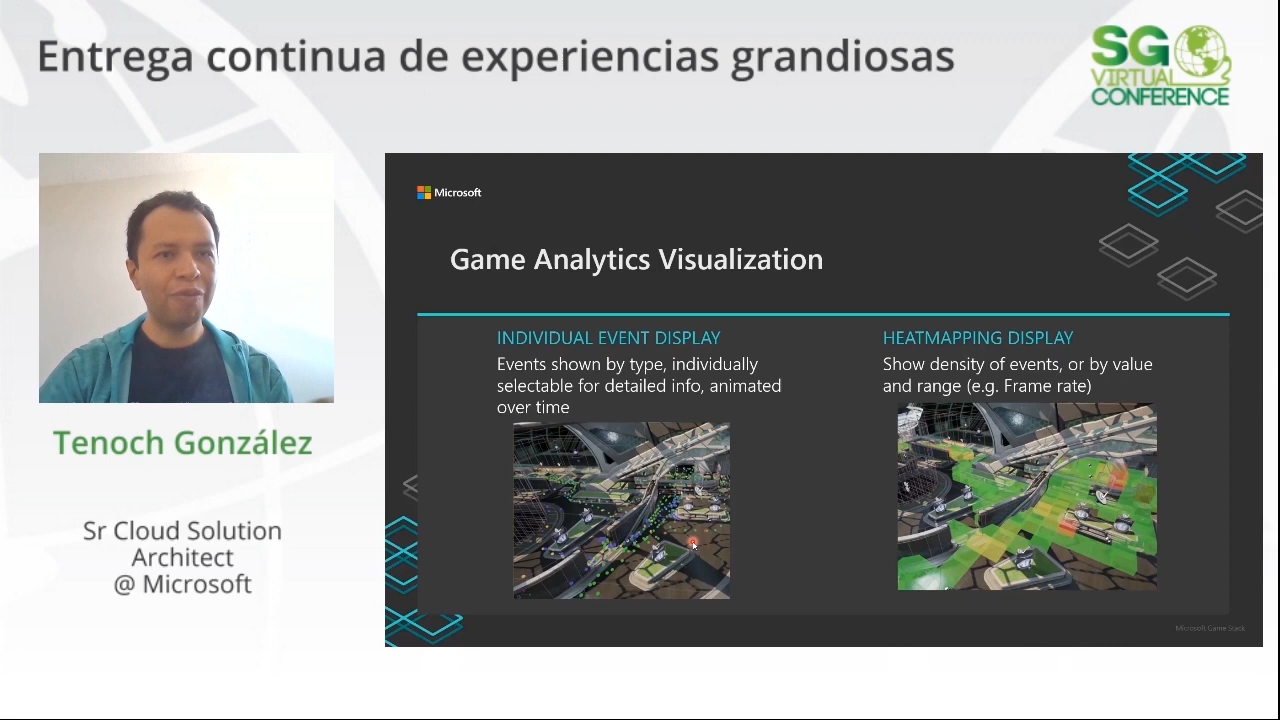 Entrega continua de experiencias grandiosas
SG
VIRTUAL
CONFERENCE
Microsoft
Game Analytics Visualization
INDIVIDUAL EVENT DISPLAY
Events shown by type, individually
selectable for detailed info, animated
over time
HEATMAPPING DISPLAY
Show density of events, or by value
and range (e.g. Frame rate)
Tenoch González
Sr Cloud Solution
Architect
@ Microsoft
Microsoft Game Stack